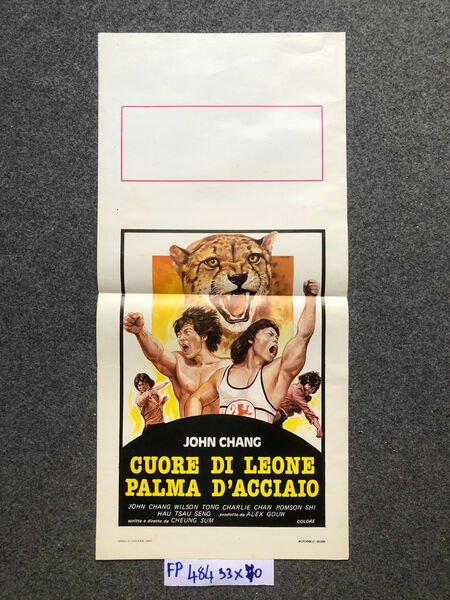 JOHN CHANG
CUORE DI LEONE
PALMA D'ACCIAIO
JOHN CHANG WILSON TONG CHARLIE CHAN POMSON SHI
HAU TSAU SENG prodotto da ALEX GOUW
scritto e diretto da CHEUNG SUM
COLORE
FP 484 33X70